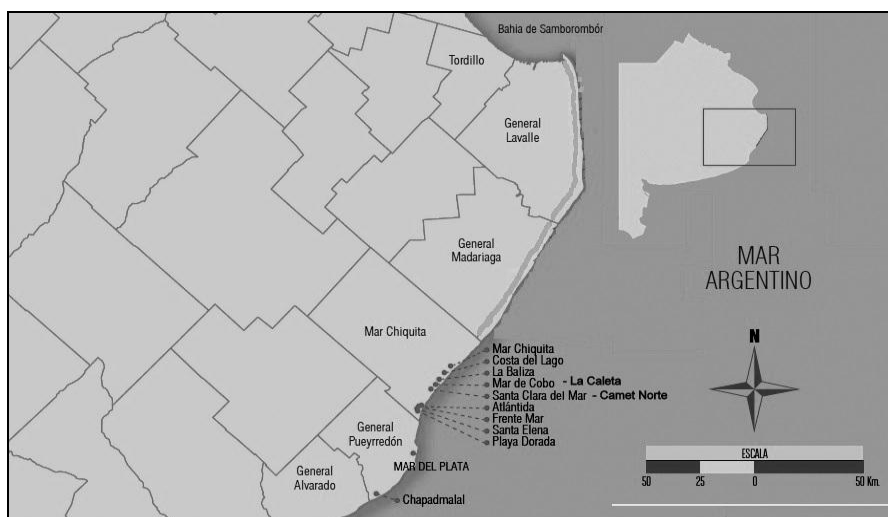 Bahia de Samborombór
Tordillo
General
Lavalle
General
Madariaga
MAR
ARGENTINO
Mar Chiquita
N
Mar Chiquita
Costa del Lago
La Baliza
Mar de Cobo - La Caleta
Santa Clara del Mar - Camet Norte
Atlántida
Frente Mar
Santa Elena
Playa Dorada
General
Pueyrredón
MAR DEL PLATA
General
Alvarado
Chapadmalal
ESCALA
50 25 0 50 Km.